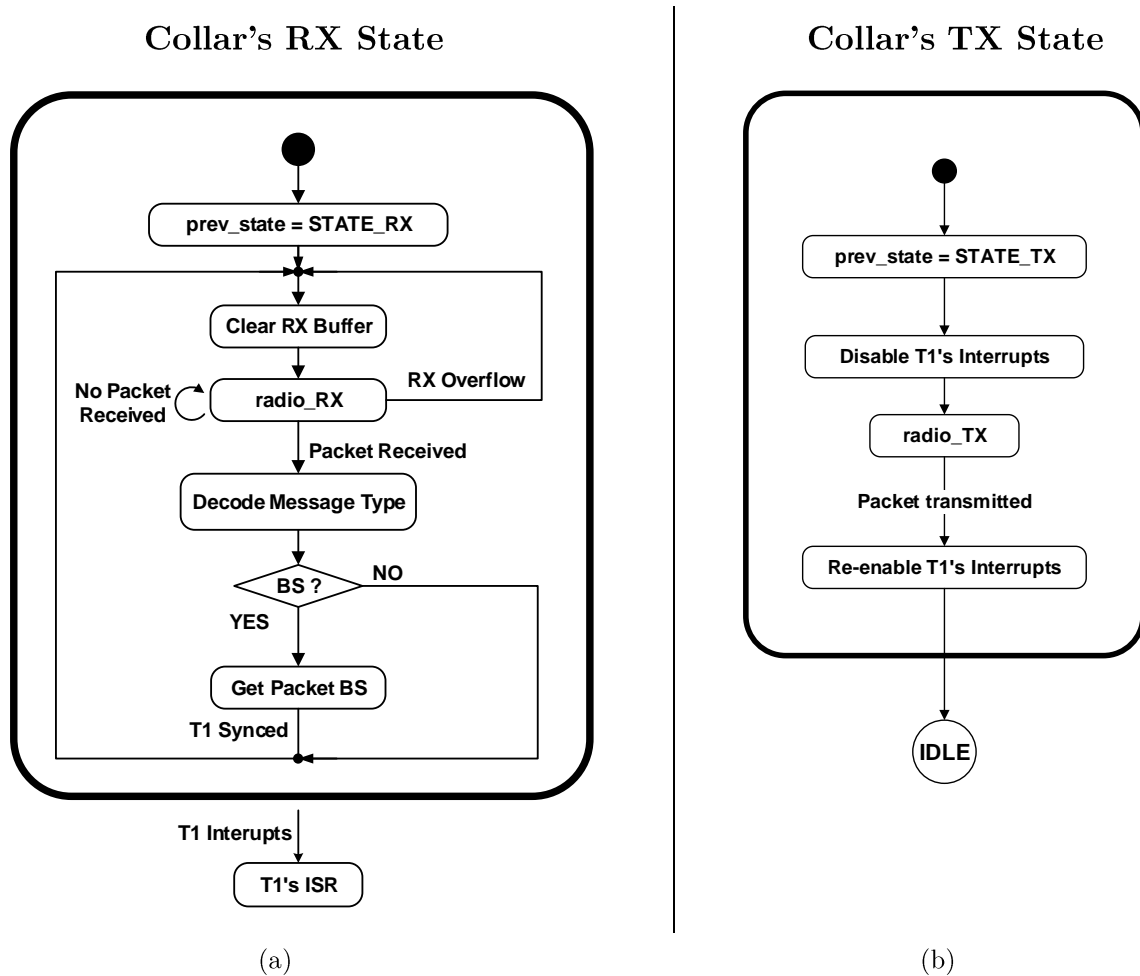 Collar's RX State
prev_state = STATE_RX
Clear RX Buffer
RX Overflow
No Packet
Received
radio_RX
Packet Received
Decode Message Type
BS ?
NO
YES
Get Packet BS
T1 Synced
T1 Interupts
T1's ISR
(a)
Collar's TX State
prev_state = STATE_TX
Disable T1's Interrupts
radio_TX
Packet transmitted
Re-enable T1's Interrupts
IDLE
(b)